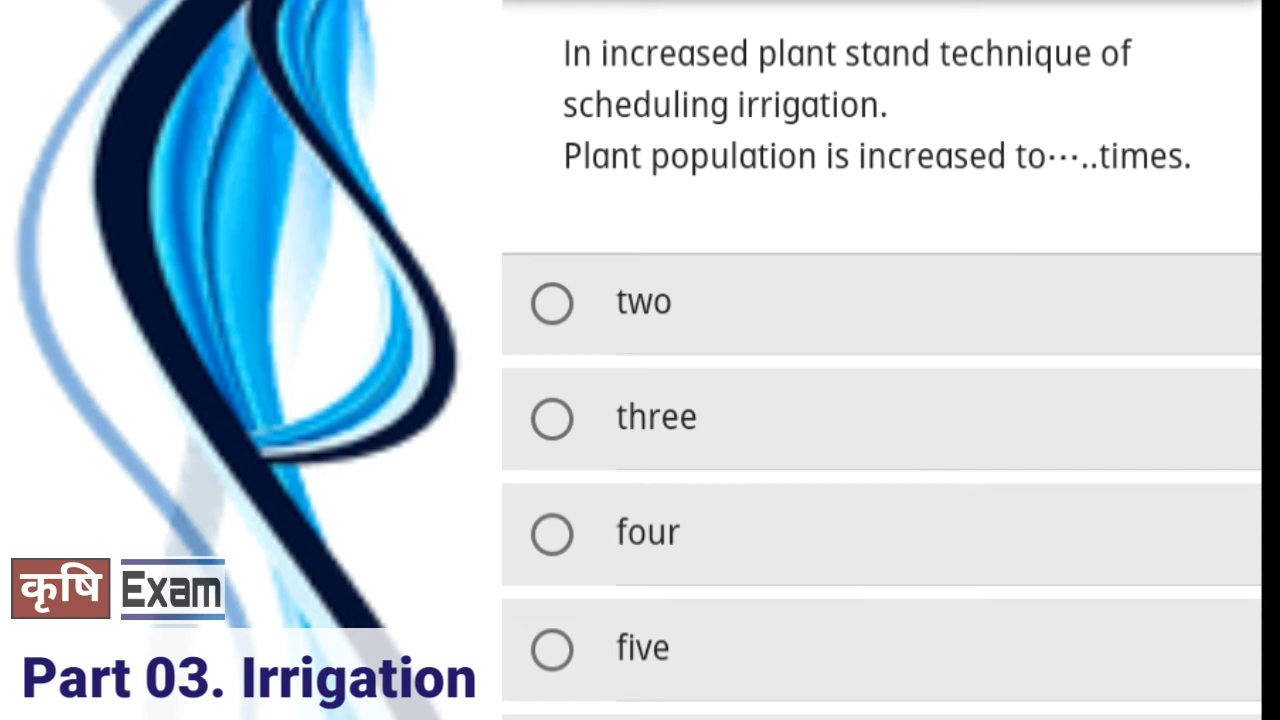 In increased plant stand technique of
scheduling irrigation.
Plant population is increased to⋯..times.
two
three
four
five
कृषि Exam
Part 03. Irrigation